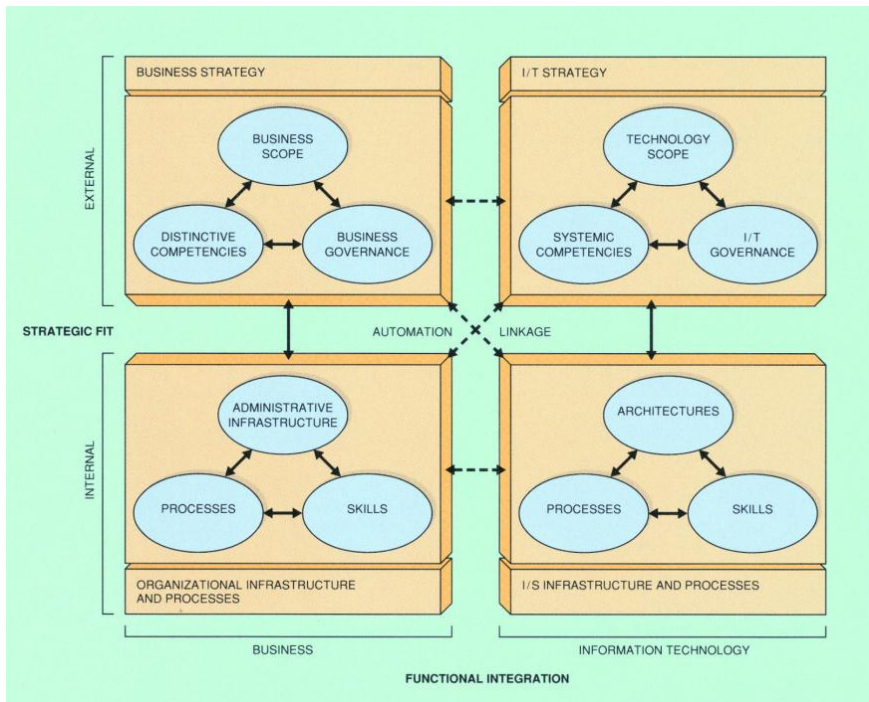 BUSINESS STRATEGY
I/T STRATEGY
BUSINESS
SCOPE
TECHNOLOGY
SCOPE
EXTERNAL
DISTINCTIVE
COMPETENCIES
BUSINESS
GOVERNANCE
SYSTEMIC
COMPETENCIES
I/T
GOVERNANCE
STRATEGIC FIT
AUTOMATION
LINKAGE
ADMINISTRATIVE
INFRASTRUCTURE
ARCHITECTURES
INTERNAL
PROCESSES
SKILLS
PROCESSES
SKILLS
ORGANIZATIONAL INFRASTRUCTURE
AND PROCESSES
I/S INFRASTRUCTURE AND PROCESSES
BUSINESS
INFORMATION TECHNOLOGY
FUNCTIONAL INTEGRATION